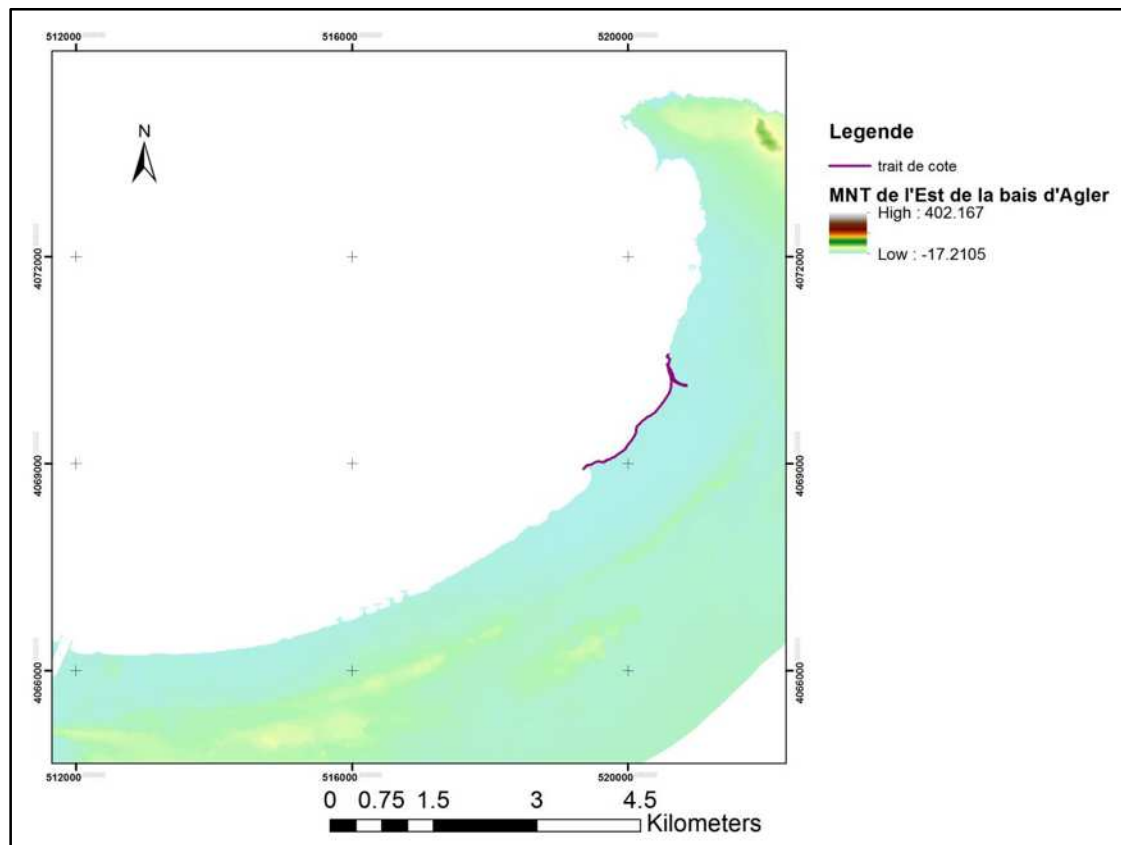 512000 516000 520000
N
Legende
trait de cote
MNT de l'Est de la bais d'Agler
High : 402.167
Low : -17.2105
4072000 4072000
4069000 4069000
4066000 4066000
512000 516000 520000
0 0.75 1.5 3 4.5
Kilometers